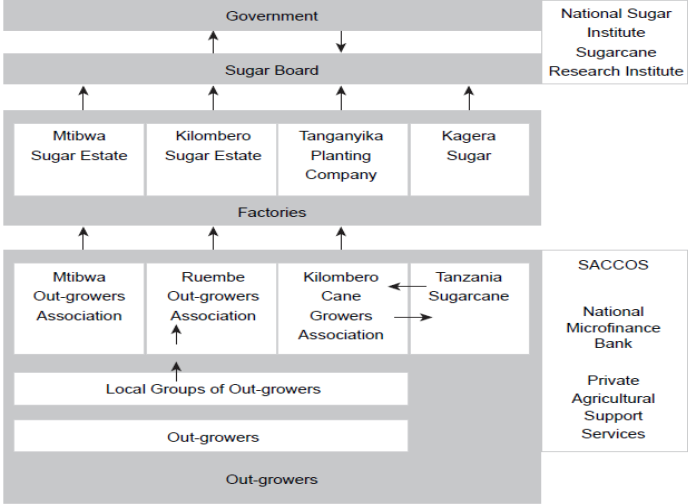 Government
Sugar Board
National Sugar
Institute
Sugarcane
Research Institute
Mtibwa
Sugar Estate
Kilombero
Sugar Estate
Tanganyika
Planting
Company
Kagera
Sugar
Factories
Mtibwa
Out-growers
Association
Ruembe
Out-growers
Association
Kilombero
Cane
Growers
Association
Tanzania
Sugarcane
SACCOS
National
Microfinance
Bank
Private
Agricultural
Support
Services
Local Groups of Out-growers
Out-growers
Out-growers